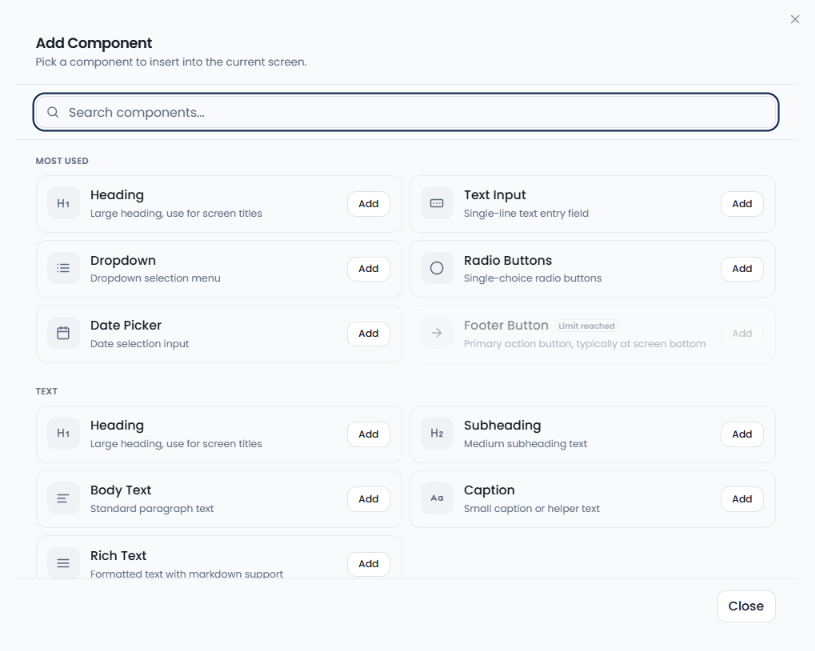 Add Component
Pick a component to insert into the current screen.
Search components...
MOST USED
H1 Heading Add
Large heading, use for screen titles
Text Input Add
Single-line text entry field
Dropdown Add
Dropdown selection menu
Radio Buttons Add
Single-choice radio buttons
Date Picker Add
Date selection input
Footer Button Limit reached Add
Primary action button, typically at screen bottom
TEXT
H1 Heading Add
Large heading, use for screen titles
H2 Subheading Add
Medium subheading text
Body Text Add
Standard paragraph text
Aa Caption Add
Small caption or helper text
Rich Text Add
Formatted text with markdown support
Close